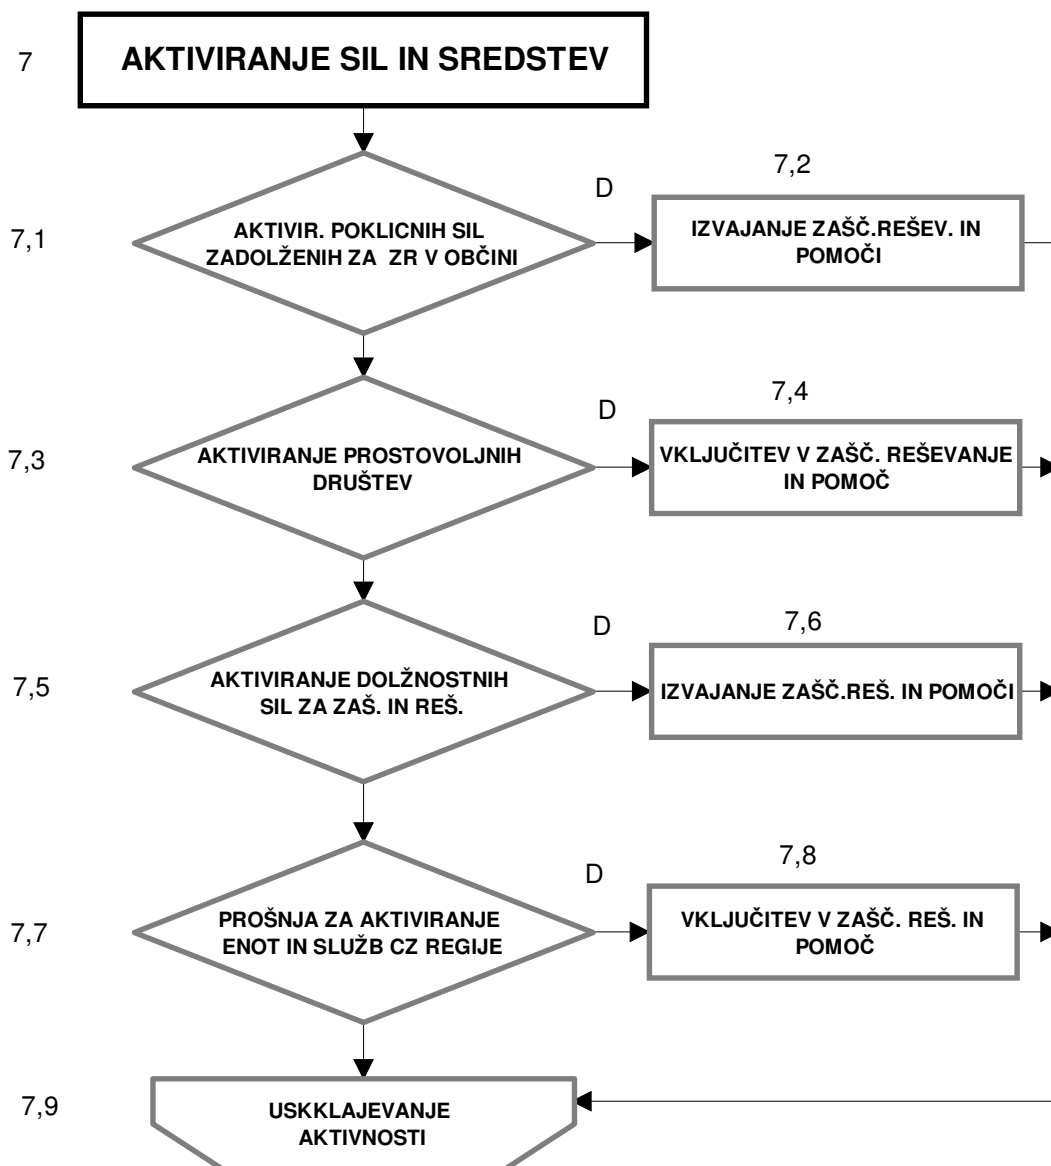 7
AKTIVIRANJE SIL IN SREDSTEV
7,1
AKTIVIR. POKLICNIH SIL
ZADOLŽENIH ZA ZR V OBČINI
D
7,2
IZVAJANJE ZAŠČ.REŠEV. IN
POMOČI
7,3
AKTIVIRANJE PROSTOVOLJNIH
DRUŠTEV
D
7,4
VKLJUČITEV V ZAŠČ. REŠEVANJE
IN POMOČ
7,5
AKTIVIRANJE DOLŽNOSTNIH
SIL ZA ZAŠ. IN REŠ.
D
7,6
IZVAJANJE ZAŠČ.REŠ. IN POMOČI
7,7
PROŠNJA ZA AKTIVIRANJE
ENOT IN SLUŽB CZ REGIJE
D
7,8
VKLJUČITEV V ZAŠČ. REŠ. IN
POMOČ
7,9
USKKLAJEVANJE
AKTIVNOSTI